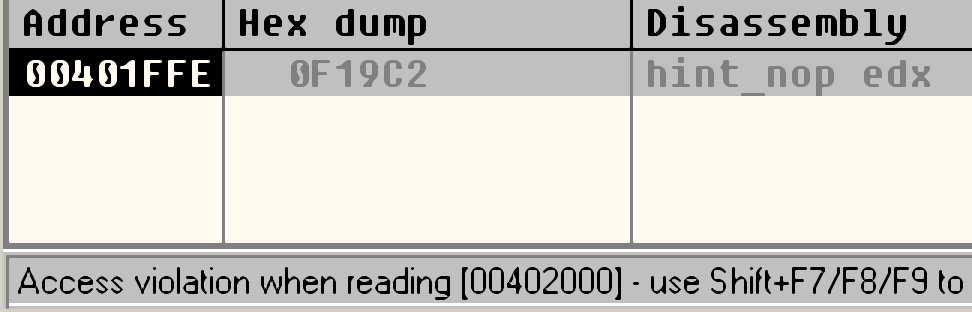 Address Hex dump Disassembly
00401FFE 0F19C2 hint_nop edx
Access violation when reading [00402000] - use Shift+F7/F8/F9 to